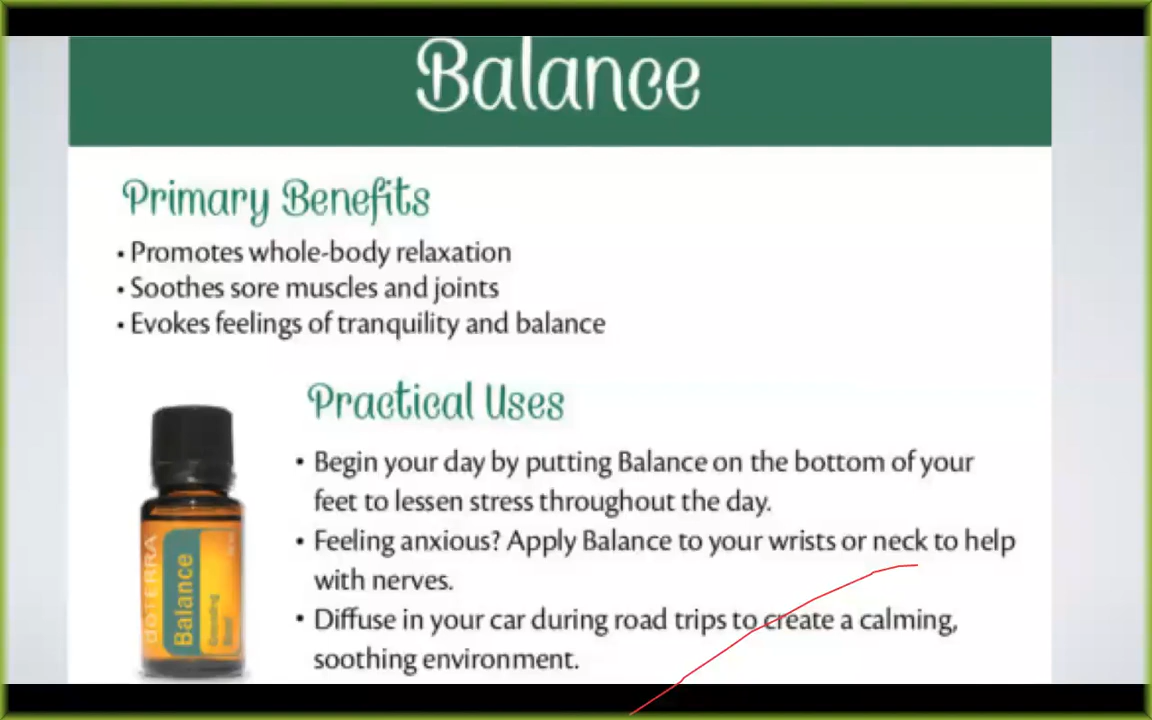 Balance
Primary Benefits
• Promotes whole-body relaxation
• Soothes sore muscles and joints
• Evokes feelings of tranquility and balance
Practical Uses
• Begin your day by putting Balance on the bottom of your
feet to lessen stress throughout the day.
• Feeling anxious? Apply Balance to your wrists or neck to help
with nerves.
• Diffuse in your car during road trips to create a calming,
soothing environment.
dōTERRA
Balance
Grounding
Blend